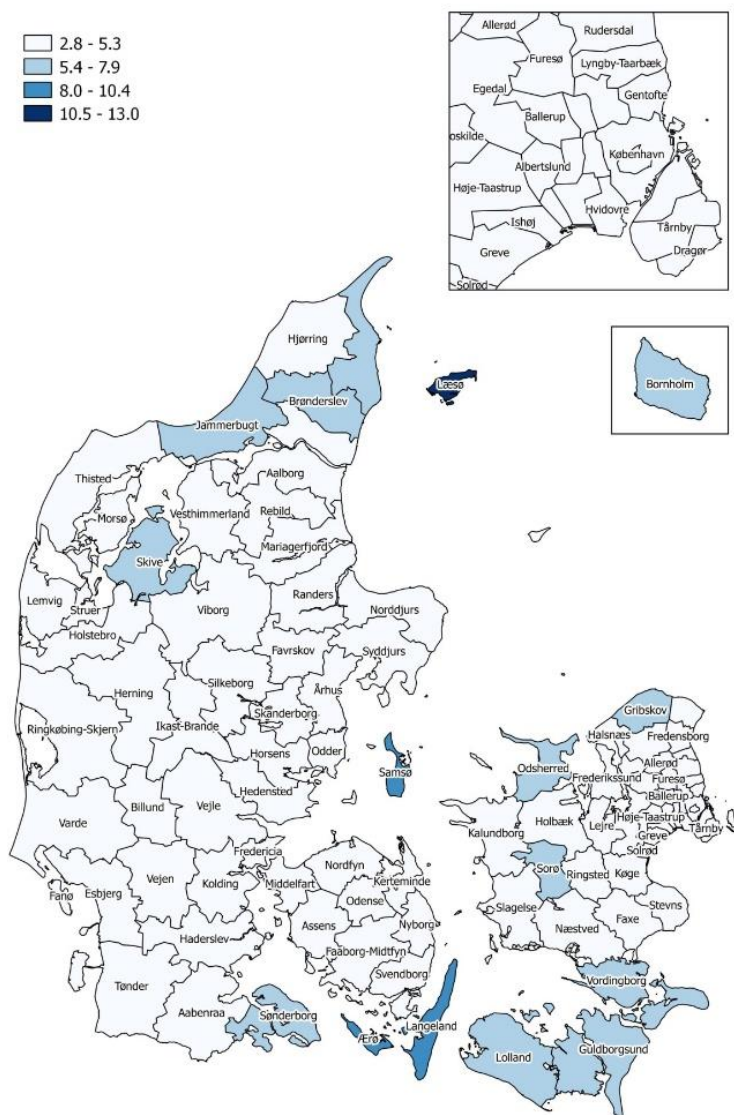 2.8 - 5.3
5.4 - 7.9
8.0 - 10.4
10.5 - 13.0
Allerød
Rudersdal
Furesø
Lyngby-Taarbæk
Egedal
Gentofte
Ballerup
oskilde
København
Albertslund
Høje-Taastrup
Hvidovre
Ishøj
Tårnby
Greve
Dragør
Solrød
Hjørring
Læsø
Bornholm
Brønderslev
Jammerbugt
Thisted
Aalborg
Morsø
Vesthimmerland
Rebild
Mariagerfjord
Skive
Lemvig
Struer
Viborg
Randers
Norddjurs
Holstebro
Favrskov
Syddjurs
Silkeborg
Herning
Århus
Skanderborg
Ringkøbing-Skjern
Ikast-Brande
Horsens
Odder
Samsø
Hedensted
Gribskov
Halsnæs
Fredensborg
Odsherred
Allerød
Frederikssund
Furesø
Ballerup
Billund
Vejle
Varde
Holbæk
Høje-Taastrup
Kalundborg
Lejre
Greve
Tårnby
Solrød
Fredericia
Nordfyn
Sorø
Ringsted
Køge
Vejen
Kolding
Middelfart
Kerteminde
Fanø
Esbjerg
Odense
Slagelse
Stevns
Assens
Nyborg
Næstved
Faxe
Haderslev
Faaborg-Midtfyn
Svendborg
Tønder
Vordingborg
Aabenraa
Sønderborg
Langeland
Ærø
Guldborgsund
Lolland